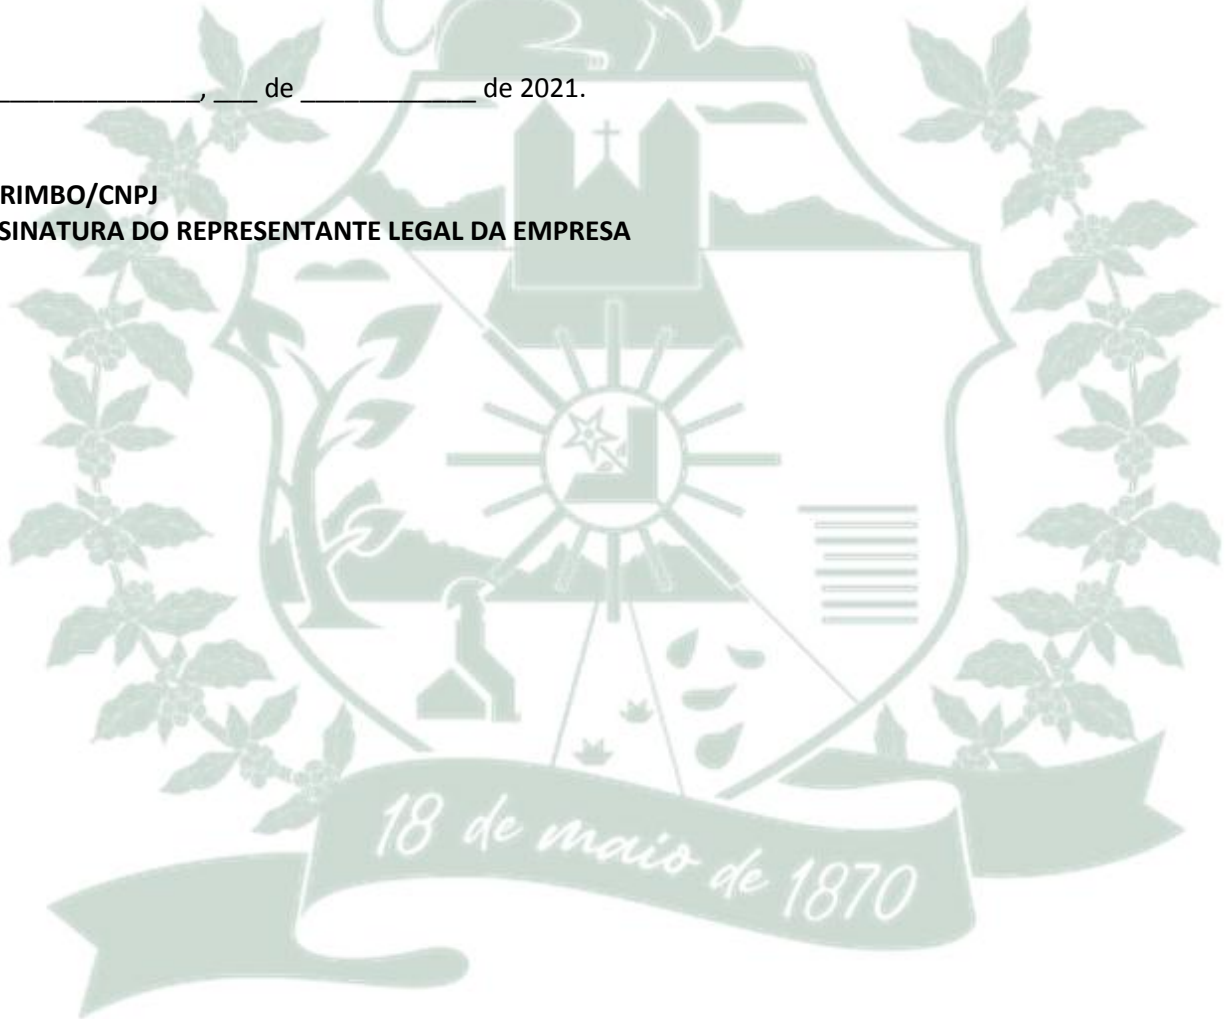 ______________, ___ de ____________ de 2021.
RIMBO/CNPJ
SINATURA DO REPRESENTANTE LEGAL DA EMPRESA
18 de maio de 1870